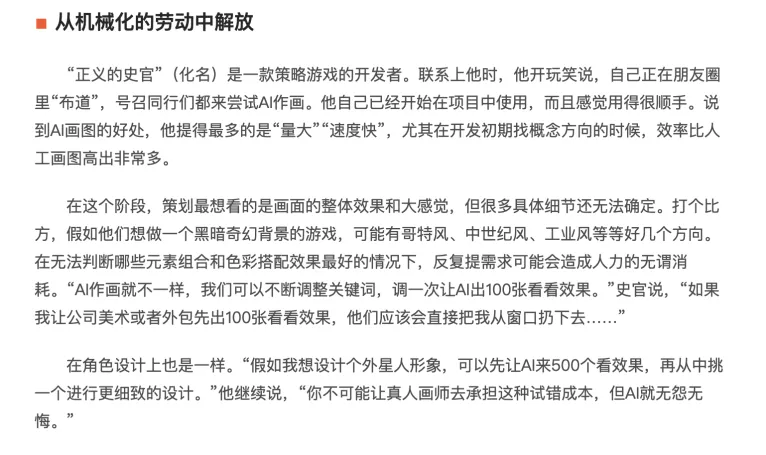 从机械化的劳动中解放
“正义的史官”（化名）是一款策略游戏的开发者。联系上他时，他开玩笑说，自己正在朋友圈
里“布道”，号召同行们都来尝试AI作画。他自己已经开始在项目中使用，而且感觉用得很顺手。说
到AI画图的好处，他提得最多的是“量大”“速度快”，尤其在开发初期找概念方向的时候，效率比人
工画图高出非常多。
在这个阶段，策划最想看的是画面的整体效果和大感觉，但很多具体细节还无法确定。打个比
方，假如他们想做一个黑暗奇幻背景的游戏，可能有哥特风、中世纪风、工业风等等好几个方向。
在无法判断哪些元素组合和色彩搭配效果最好的情况下，反复提需求可能会造成人力的无谓消
耗。“AI作画就不一样，我们可以不断调整关键词，调一次让AI出100张看看效果。”史官说，“如果
我让公司美术或者外包先出100张看看效果，他们应该会直接把我从窗口扔下去……”
在角色设计上也是一样。“假如我想设计个外星人形象，可以先让AI来500个看效果，再从中挑
一个进行更细致的设计。”他继续说，“你不可能让真人画师去承担这种试错成本，但AI就无怨无
悔。”